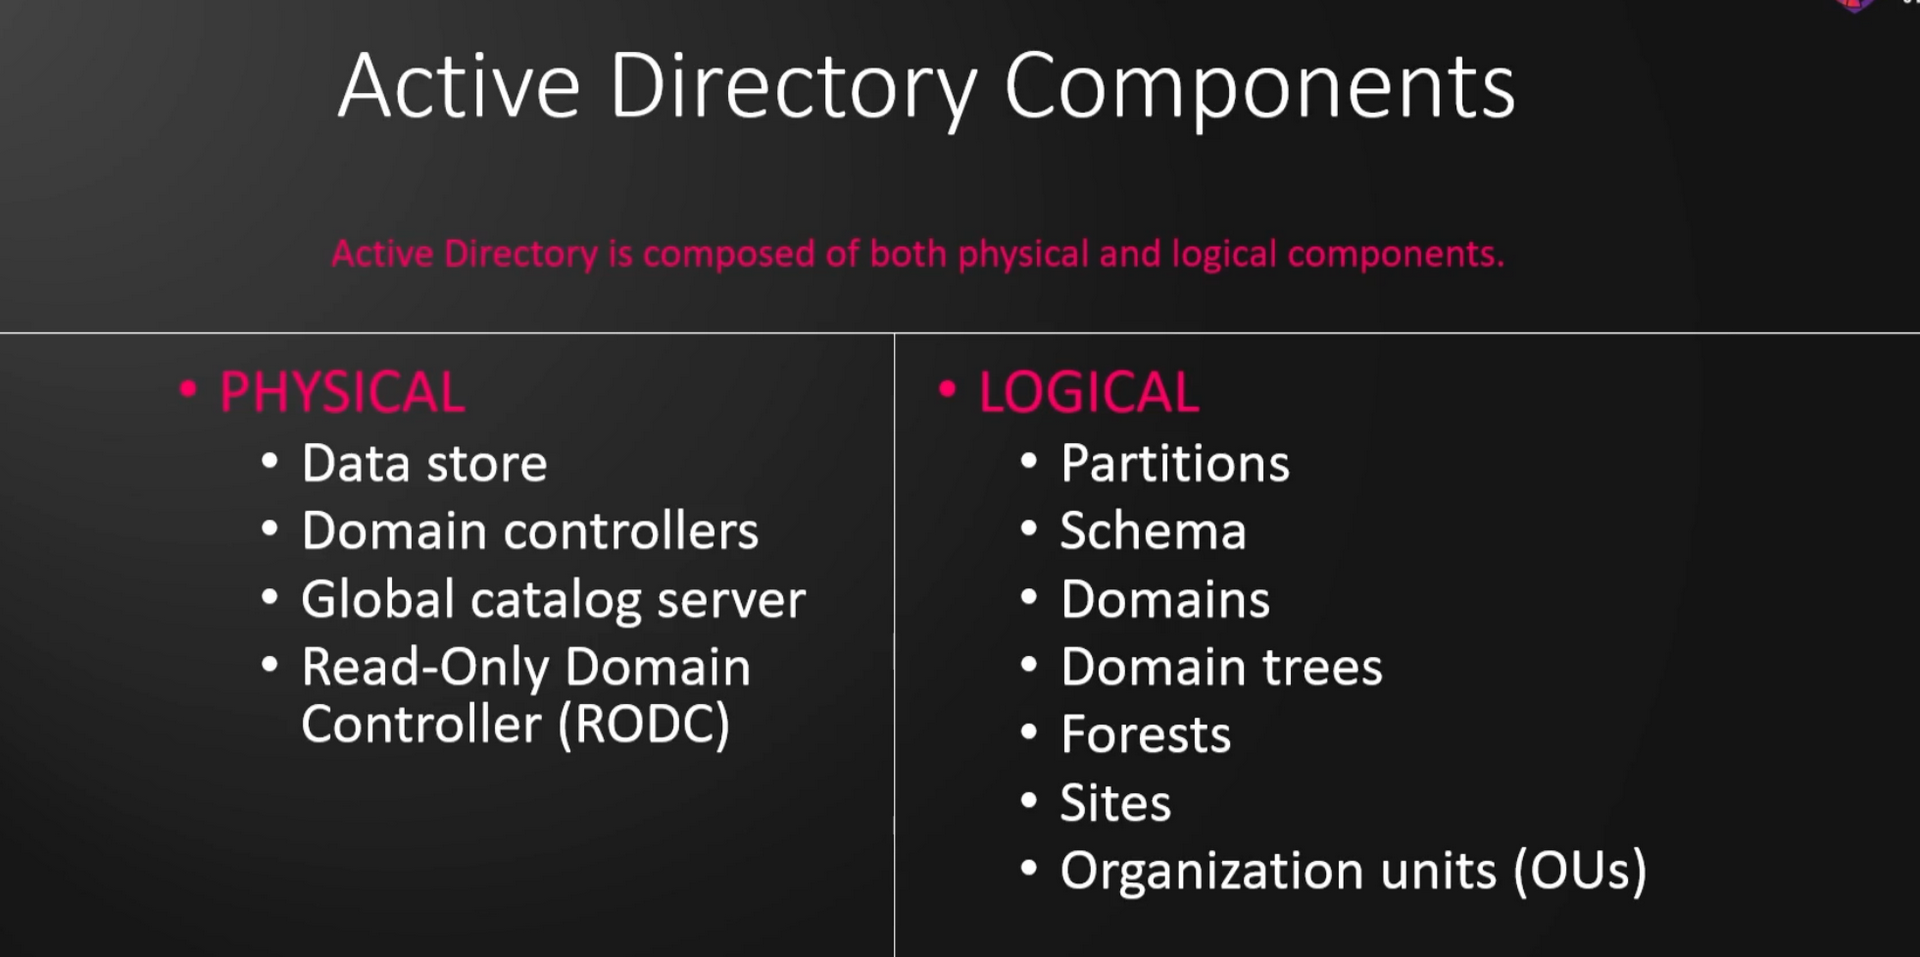 Active Directory Components
Active Directory is composed of both physical and logical components.
• PHYSICAL
• Data store
• Domain controllers
• Global catalog server
• Read-Only Domain
Controller (RODC)
• LOGICAL
• Partitions
• Schema
• Domains
• Domain trees
• Forests
• Sites
• Organization units (OUs)